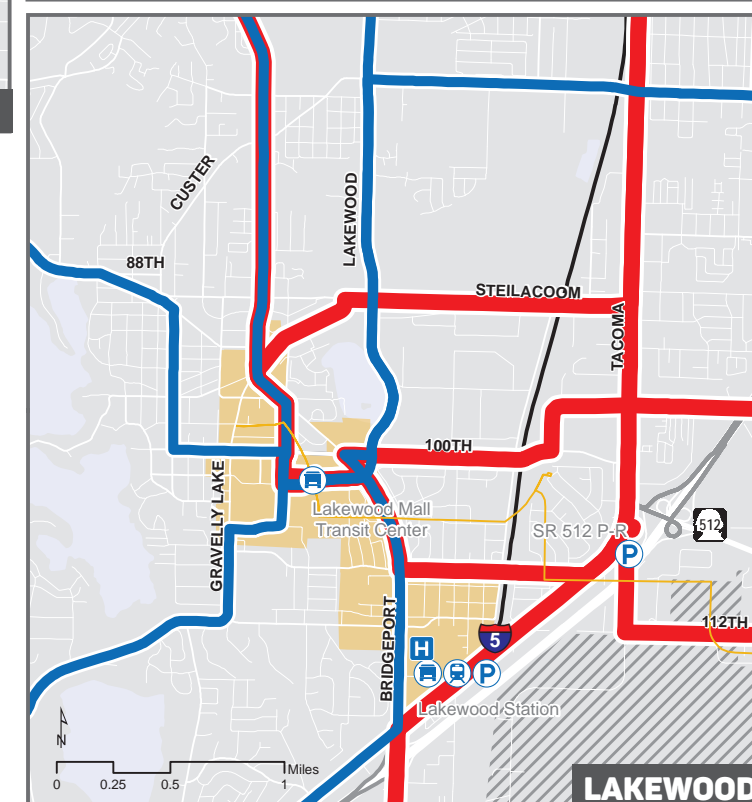 CUSTER
LAKEWOOD
88TH
STEILACOOM
TACOMA
100TH
GRAVELLY LAKE
Lakewood Mall
Transit Center
SR 512 P-R
512
P
BRIDGEPORT
112TH
5
H
P
Lakewood Station
N
Miles
0 0.25 0.5 1
LAKEWOOD